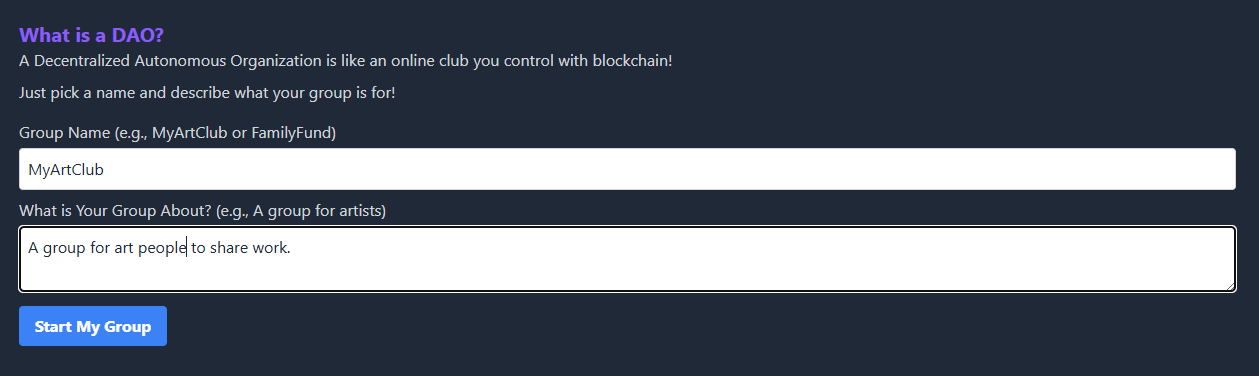 What is a DAO?
A Decentralized Autonomous Organization is like an online club you control with blockchain!
Just pick a name and describe what your group is for!
Group Name (e.g., MyArtClub or FamilyFund)
MyArtClub
What is Your Group About? (e.g., A group for artists)
A group for art people to share work.
Start My Group